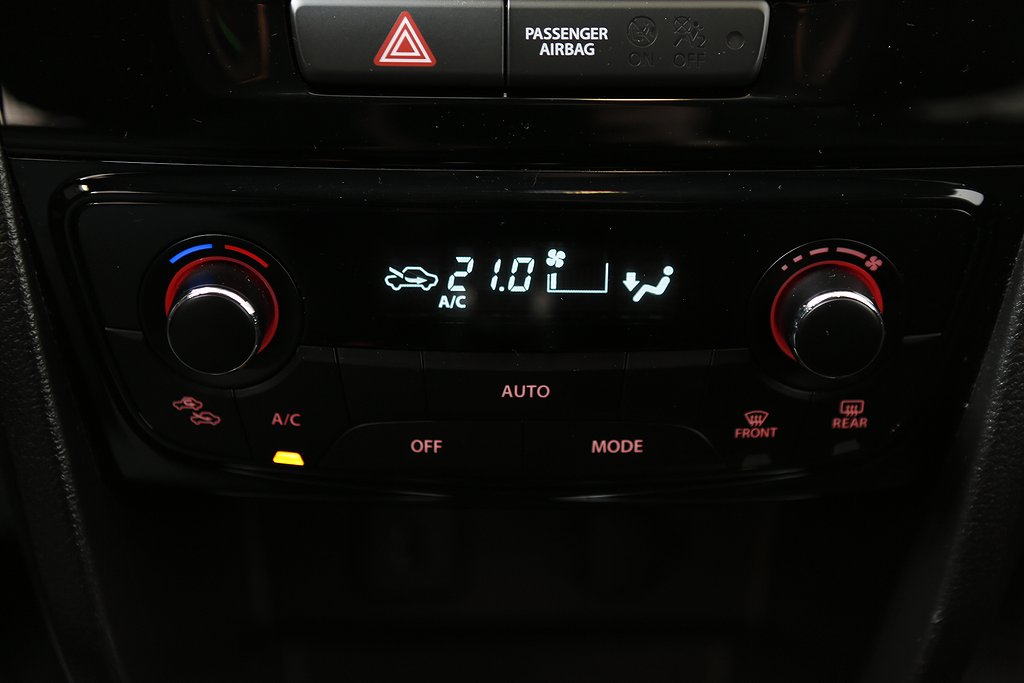 PASSENGER
AIRBAG
ON OFF
21.0
A/C
AUTO
A/C
OFF
MODE
FRONT
REAR